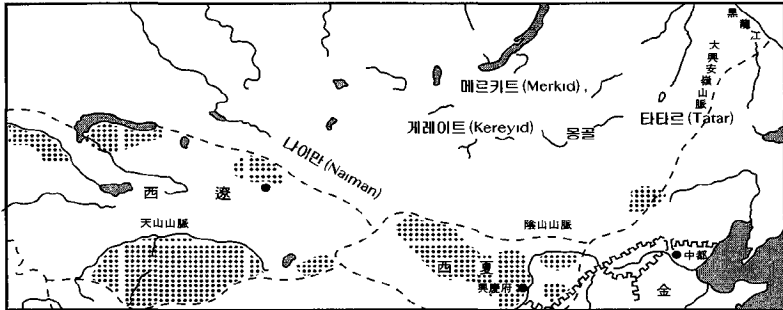 黑龍江
大興安嶺山脈
메르키트(Merkid)
게레이트(Kereyid)
몽골
타타르(Tatar)
나이만(Naiman)
西遼
天山山脈
陰山山脈
西夏
興慶府
中都
金